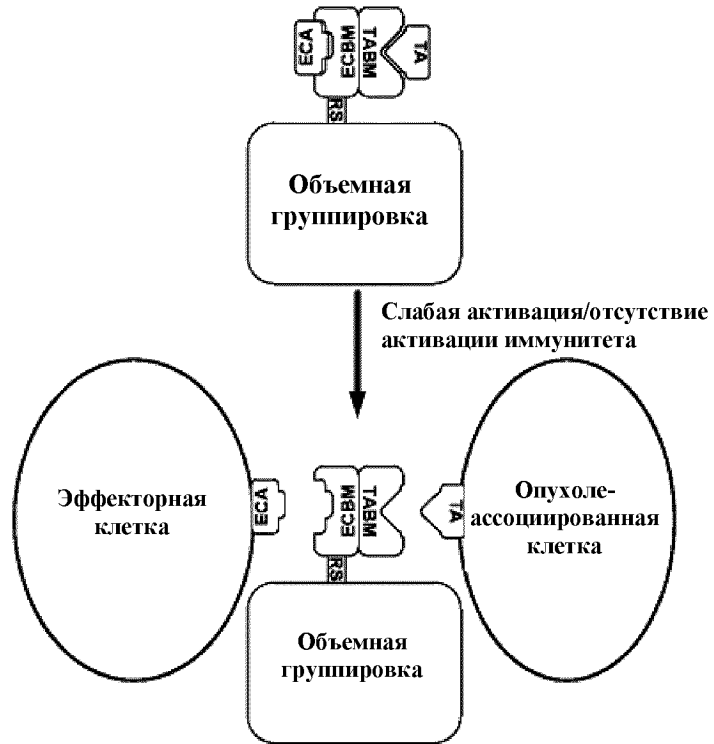 ECA
ECBM
TABM
TA
RS
Объемная
группировка
Слабая активация/отсутствие
активации иммунитета
Эффекторная
клетка
ECA
ECBM
TABM
TA
Опухоле-
ассоциированная
клетка
RS
Объемная
группировка